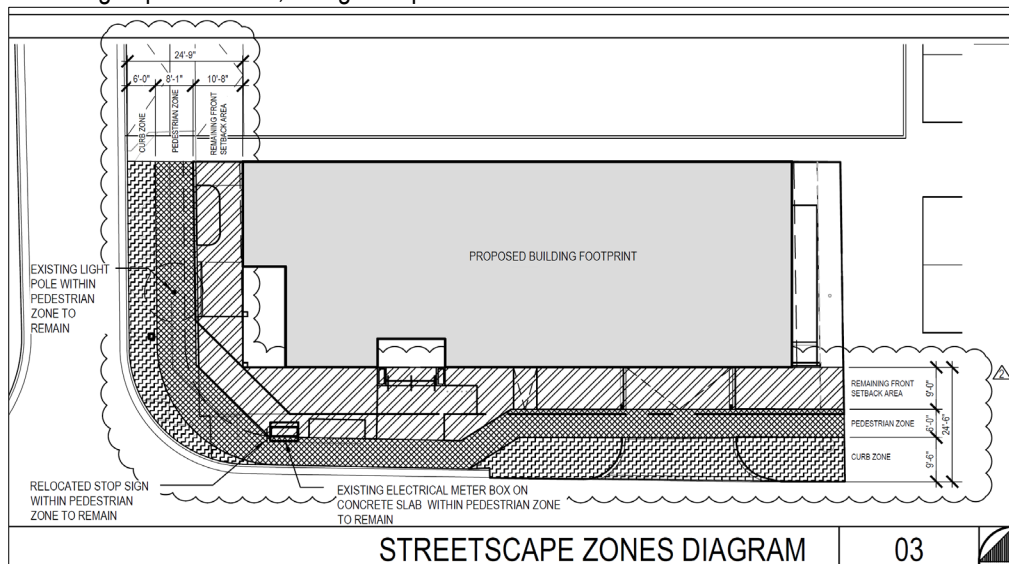 24'-9"
6'-0" 8'-1" 10'-8"
CURB ZONE
PEDESTRIAN ZONE
REMAINING FRONT
SETBACK AREA
PROPOSED BUILDING FOOTPRINT
EXISTING LIGHT
POLE WITHIN
PEDESTRIAN
ZONE TO
REMAIN
2
REMAINING FRONT
SETBACK AREA
9'-0"
PEDESTRIAN ZONE
6'-0"
24'-6"
CURB ZONE
9'-6"
RELOCATED STOP SIGN
WITHIN PEDESTRIAN
ZONE TO REMAIN
EXISTING ELECTRICAL METER BOX ON
CONCRETE SLAB WITHIN PEDESTRIAN ZONE
TO REMAIN
STREETSCAPE ZONES DIAGRAM 03